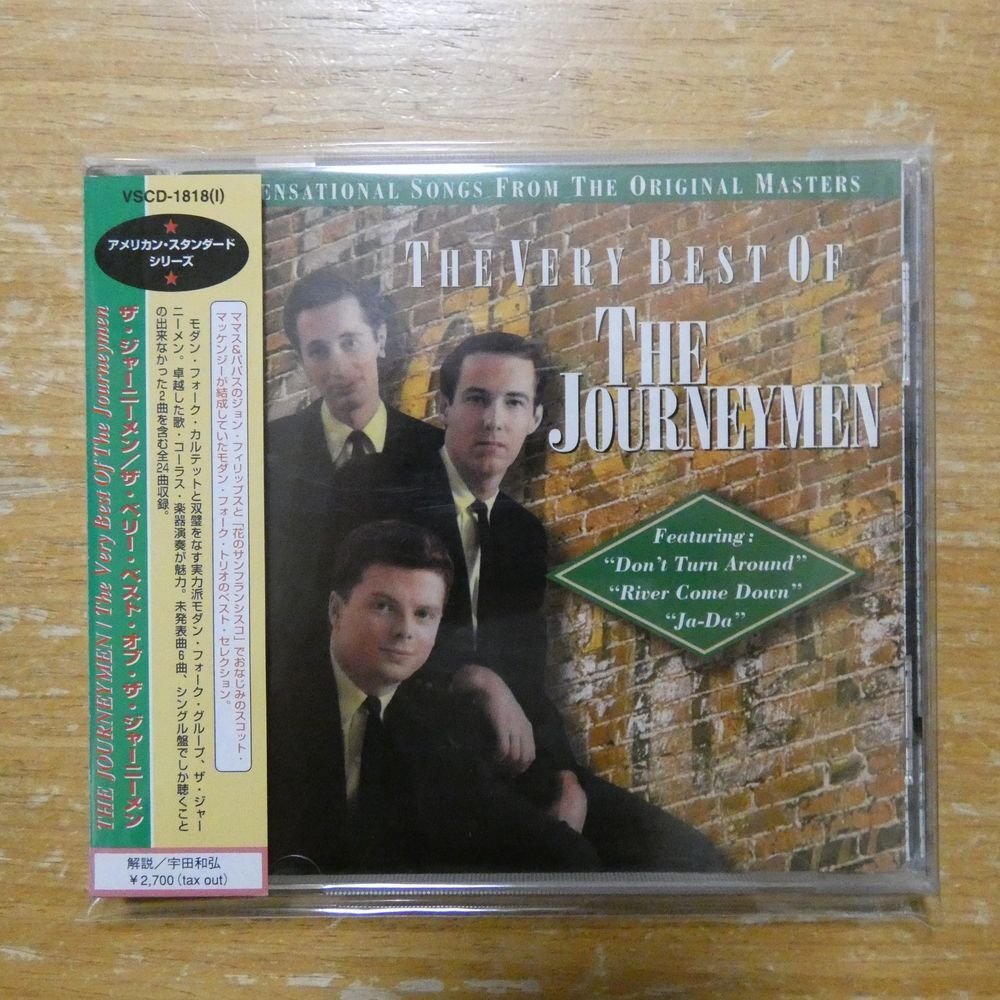 VSCD-1818(I)
アメリカン・スタンダード
シリーズ
ママス&パパスのジョン・フィリップスと「花のサンフランシスコ」でおなじみのスコット・
マッケンジーが結成していたモダン・フォーク・トリオのベスト・セレクション。
モダン・フォーク・カルテットと双璧をなす実力派モダン・フォーク・グループ、ザ・ジャー
ニーメン。卓越した歌・コーラス・楽器演奏が魅力。未発表曲6曲、シングル盤でしか聴くこと
の出来なかった2曲を含む全24曲収録。
ザ・ジャーニーメン/ザ・ベリー・ベスト・オブ・ザ・ジャーニーメン
THE JOURNEYMEN / The Very Best Of The Journeymen
解説/宇田和弘
¥2,700(tax out)
ENSATIONAL SONGS FROM THE ORIGINAL MASTERS
THE VERY BEST OF
THE
JOURNEYMEN
Featuring:
"Don't Turn Around"
"River Come Down"
"Ja-Da"